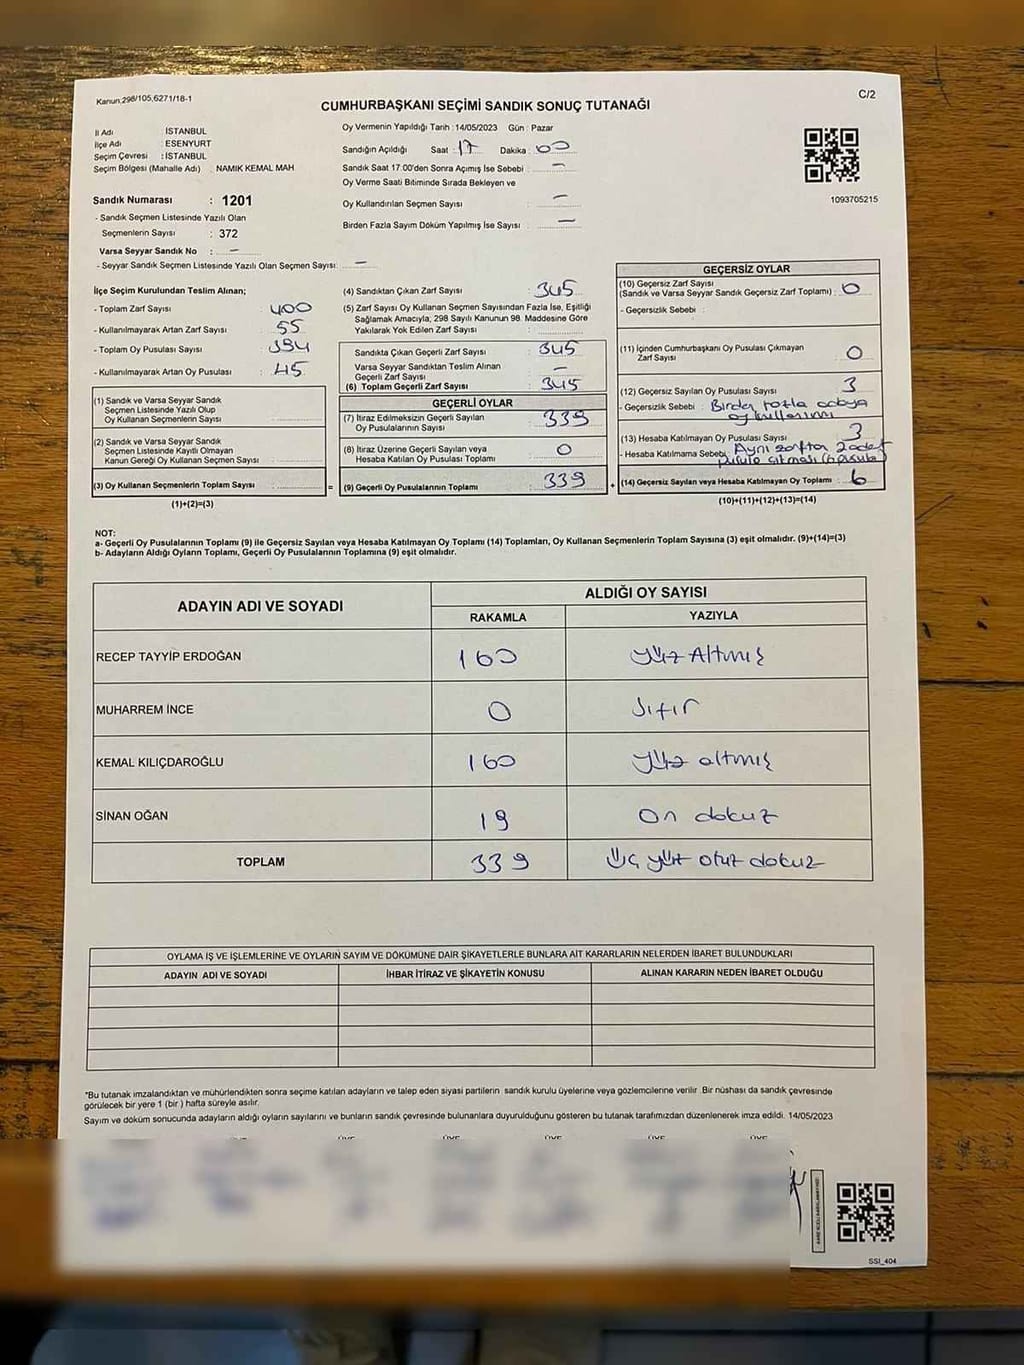 Kanun:298/105,6271/18-1
C/2
CUMHURBAŞKANI SEÇİMİ SANDIK SONUÇ TUTANAĞI
İl Adı İSTANBUL
İlçe Adı : ESENYURT
Seçim Çevresi : İSTANBUL
Seçim Bölgesi (Mahalle Adı) . NAMIK KEMAL MAH
Sandık Numarası : 1201
- Sandık Seçmen Listesinde Yazılı Olan
Seçmenlerin Sayısı : 372
Varsa Seyyar Sandık No : —
- Seyyar Sandık Seçmen Listesinde Yazılı Olan Seçmen Sayısı: —
Oy Vermenin Yapıldığı Tarih : 14/05/2023 Gün : Pazar
Sandığın Açıldığı Saat : 17 Dakika : 00
Sandık Saat 17.00'den Sonra Açımış İse Sebebi : —
Oy Verme Saati Bitiminde Sırada Bekleyen ve
Oy Kullandırılan Seçmen Sayısı : —
Birden Fazla Sayım Döküm Yapılmış İse Sayısı : —
1093705215
İlçe Seçim Kurulundan Teslim Alınan;
- Toplam Zarf Sayısı : 400
- Kullanılmayarak Artan Zarf Sayısı : 55
- Toplam Oy Pusulası Sayısı : 394
- Kullanılmayarak Artan Oy Pusulası : 45
(1) Sandık ve Varsa Seyyar Sandık
Seçmen Listesinde Yazılı Olup
Oy Kullanan Seçmen Sayısı :
(2) Sandık ve Varsa Seyyar Sandık
Seçmen Listesinde Kayıtlı Olmayan
Kanun Gereği Oy Kullanan Seçmen Sayısı :
(3) Oy Kullanan Seçmenlerin Toplam Sayısı :
(1)+(2)=(3)
(4) Sandıktan Çıkan Zarf Sayısı : 345
(5) Zarf Sayısı Oy Kullanan Seçmen Sayısından Fazla İse, Eşitliği
Sağlamak Amacıyla; 298 Sayılı Kanunun 98. Maddesine Göre
Yakılarak Yok Edilen Zarf Sayısı :
Sandıkta Çıkan Geçerli Zarf Sayısı : 345
Varsa Seyyar Sandıktan Teslim Alınan
Geçerli Zarf Sayısı : —
(6) Toplam Geçerli Zarf Sayısı : 345
GEÇERLİ OYLAR
(7) İtiraz Edilmeksizin Geçerli Sayılan
Oy Pusulalarının Sayısı : 339
(8) İtiraz Üzerine Geçerli Sayılan veya
Hesaba Katılan Oy Pusulası Toplamı : 0
= (9) Geçerli Oy Pusulalarının Toplamı : 339
GEÇERSİZ OYLAR
(10) Geçersiz Zarf Sayısı
(Sandık ve Varsa Seyyar Sandık Geçersiz Zarf Toplamı) : 0
- Geçersizlik Sebebi :
(11) İçinden Cumhurbaşkanı Oy Pusulası Çıkmayan
Zarf Sayısı : 0
(12) Geçersiz Sayılan Oy Pusulası Sayısı : 3
- Geçersizlik Sebebi : Birden fazla adaya
oy kullanımı
(13) Hesaba Katılmayan Oy Pusulası Sayısı : 3
- Hesaba Katılmama Sebebi : Aynı zarftan 2 adet
pusula çıkması
+ (14) Geçersiz Sayılan veya Hesaba Katılmayan Oy Toplamı : 6
(10)+(11)+(12)+(13)=(14)
NOT:
a- Geçerli Oy Pusulalarının Toplamı (9) ile Geçersiz Sayılan veya Hesaba Katılmayan Oy Toplamı (14) Toplamları, Oy Kullanan Seçmenlerin Toplam Sayısına (3) eşit olmalıdır. (9)+(14)=(3)
b- Adayların Aldığı Oyların Toplamı, Geçerli Oy Pusulalarının Toplamına (9) eşit olmalıdır.
ADAYIN ADI VE SOYADI
ALDIĞI OY SAYISI
RAKAMLA YAZIYLA
RECEP TAYYİP ERDOĞAN 160 Yüz Altmış
MUHARREM İNCE 0 Sıfır
KEMAL KILIÇDAROĞLU 160 Yüz altmış
SİNAN OĞAN 19 On dokuz
TOPLAM 339 Üç yüz otuz dokuz
OYLAMA İŞ VE İŞLEMLERİNE VE OYLARIN SAYIM VE DÖKÜMÜNE DAİR ŞİKAYETLERLE BUNLARA AİT KARARLARIN NELERDEN İBARET BULUNDUKLARI
ADAYIN ADI VE SOYADI İHBAR İTİRAZ VE ŞİKAYETİN KONUSU ALINAN KARARIN NEDEN İBARET OLDUĞU
*Bu tutanak imzalandıktan ve mühürlendikten sonra seçime katılan adayların ve talep eden siyasi partilerin sandık kurulu üyelerine veya gözlemcilerine verilir .Bir nüshası da sandık çevresinde
görülecek bir yere 1 (bir ) hafta süreyle asılır.
Sayım ve döküm sonucunda adayların aldığı oyların sayılarını ve bunların sandık çevresinde bulunanlara duyurulduğunu gösteren bu tutanak tarafımızdan düzenlenerek imza edildi. 14/05/2023
SSI_404